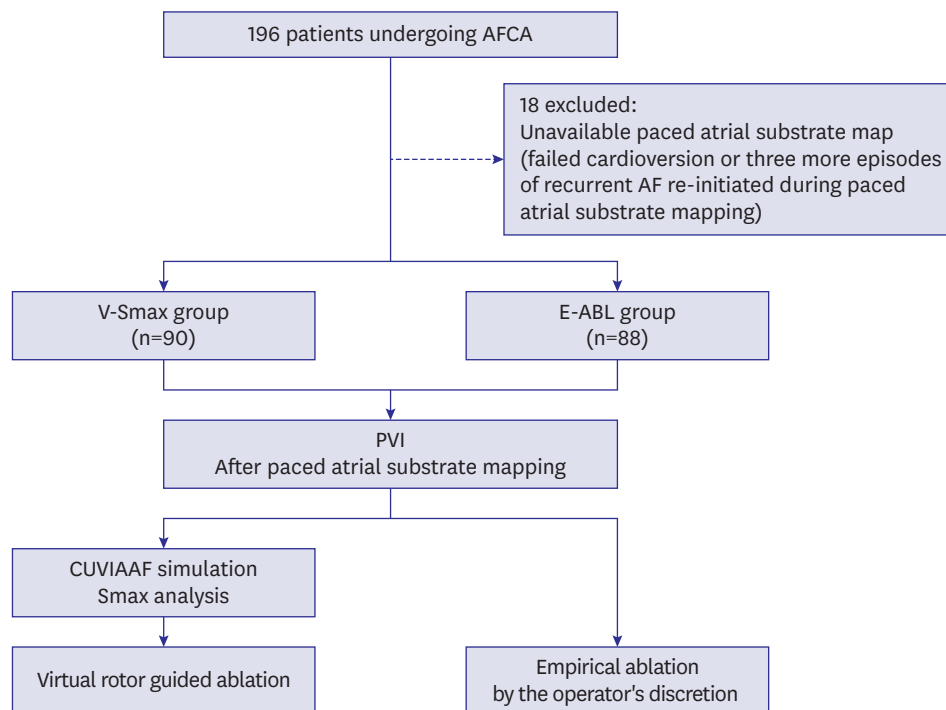 196 patients undergoing AFCA
18 excluded:
Unavailable paced atrial substrate map
(failed cardioversion or three more episodes
of recurrent AF re-initiated during paced
atrial substrate mapping)
V-Smax group
(n=90)
E-ABL group
(n=88)
PVI
After paced atrial substrate mapping
CUVIAAF simulation
Smax analysis
Virtual rotor guided ablation
Empirical ablation
by the operator's discretion